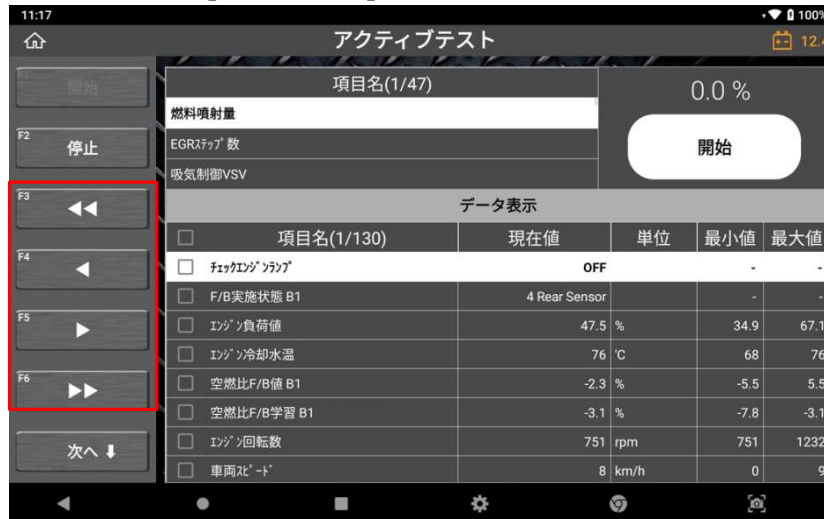 11:17
100%
アクティブテスト
12.4
開始
F2 停止
F3
F4
F5
F6
次へ
項目名(1/47)
燃料噴射量
EGRｽﾃｯﾌﾟ数
吸気制御VSV
0.0 %
開始
データ表示
項目名(1/130) 現在値 単位 最小値 最大値
ﾁｪｯｸｴﾝｼﾞﾝﾗﾝﾌﾟ OFF - -
F/B実施状態 B1 4 Rear Sensor - -
ｴﾝｼﾞﾝ負荷値 47.5 % 34.9 67.1
ｴﾝｼﾞﾝ冷却水温 76 ℃ 68 76
空燃比F/B値 B1 -2.3 % -5.5 5.5
空燃比F/B学習 B1 -3.1 % -7.8 -3.1
ｴﾝｼﾞﾝ回転数 751 rpm 751 1232
車両ｽﾋﾟｰﾄﾞ 8 km/h 0 9